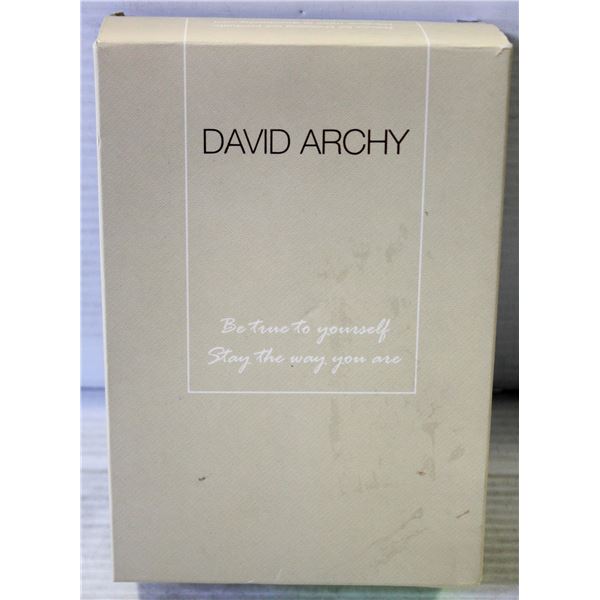 DAVID ARCHY
Be true to yourself
Stay the way you are